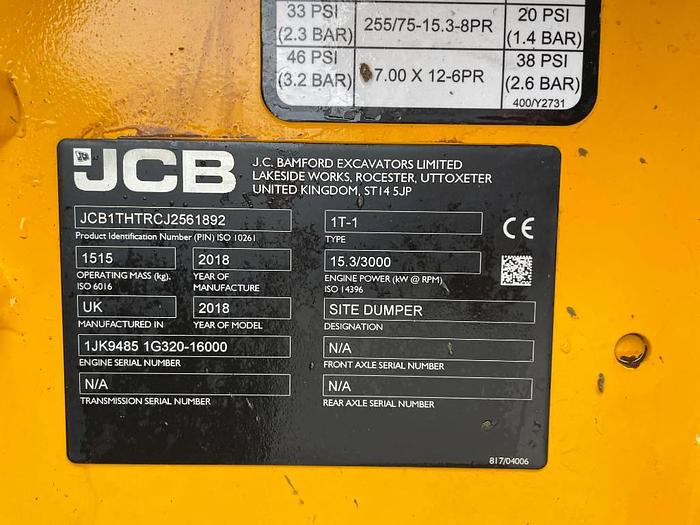 33 PSI
(2.3 BAR)
255/75-15.3-8PR
20 PSI
(1.4 BAR)
46 PSI
(3.2 BAR)
7.00 X 12-6PR
38 PSI
(2.6 BAR)
400/Y2731
JCB
J.C. BAMFORD EXCAVATORS LIMITED
LAKESIDE WORKS, ROCESTER, UTTOXETER
UNITED KINGDOM, ST14 5JP
JCB1THTRCJ2561892
Product Identification Number (PIN) ISO 10261
1T-1
TYPE
CE
1515
OPERATING MASS (kg),
ISO 6016
2018
YEAR OF
MANUFACTURE
15.3/3000
ENGINE POWER (kW @ RPM)
ISO 14396
UK
MANUFACTURED IN
2018
YEAR OF MODEL
SITE DUMPER
DESIGNATION
1JK9485 1G320-16000
ENGINE SERIAL NUMBER
N/A
FRONT AXLE SERIAL NUMBER
N/A
TRANSMISSION SERIAL NUMBER
N/A
REAR AXLE SERIAL NUMBER
817/04006